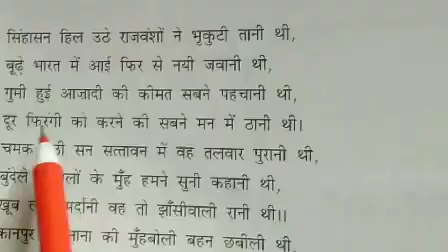 सिंहासन हिल उठे राजवंशों ने भृकुटी तानी थी,
बूढ़े भारत में आई फिर से नयी जवानी थी,
गुमी हुई आज़ादी की कीमत सबने पहचानी थी,
दूर फिरंगी को करने की सबने मन में ठानी थी।
चमक सन सत्तावन में वह तलवार पुरानी थी,
बुंदेले के मुँह हमने सुनी कहानी थी,
खूब वह तो झाँसीवाली रानी थी।।
कानपुर की मुँहबोली बहन छबीली थी,